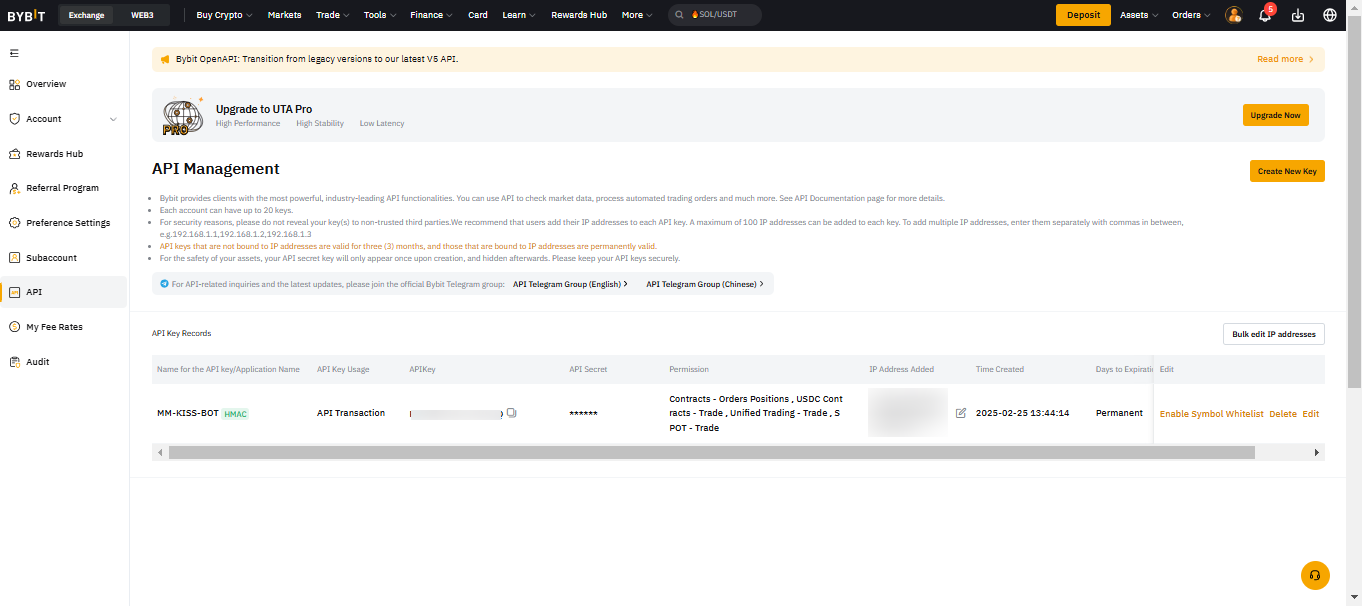 BYBIT Exchange WEB3 Buy Crypto Markets Trade Tools Finance Card Learn Rewards Hub More SOL/USDT Deposit Assets Orders 5
Overview
Account
Rewards Hub
Referral Program
Preference Settings
Subaccount
API
My Fee Rates
Audit
Bybit OpenAPI: Transition from legacy versions to our latest V5 API. Read more
PRO
Upgrade to UTA Pro
High Performance High Stability Low Latency
Upgrade Now
API Management
Create New Key
Bybit provides clients with the most powerful, industry-leading API functionalities. You can use API to check market data, process automated trading orders and much more. See API Documentation page for more details.
Each account can have up to 20 keys.
For security reasons, please do not reveal your key(s) to non-trusted third parties.We recommend that users add their IP addresses to each API key. A maximum of 100 IP addresses can be added to each key. To add multiple IP addresses, enter them separately with commas in between,
e.g.192.168.1.1,192.168.1.2,192.168.1.3
API keys that are not bound to IP addresses are valid for three (3) months, and those that are bound to IP addresses are permanently valid.
For the safety of your assets, your API secret key will only appear once upon creation, and hidden afterwards. Please keep your API keys securely.
For API-related inquiries and the latest updates, please join the official Bybit Telegram group: API Telegram Group (English) API Telegram Group (Chinese)
API Key Records
Bulk edit IP addresses
Name for the API key/Application Name API Key Usage APIKey API Secret Permission IP Address Added Time Created Days to Expirati Edit
MM-KISS-BOT HMAC API Transaction ****** Contracts - Orders Positions , USDC Cont
racts - Trade , Unified Trading - Trade , S
POT - Trade
2025-02-25 13:44:14 Permanent Enable Symbol Whitelist Delete Edit